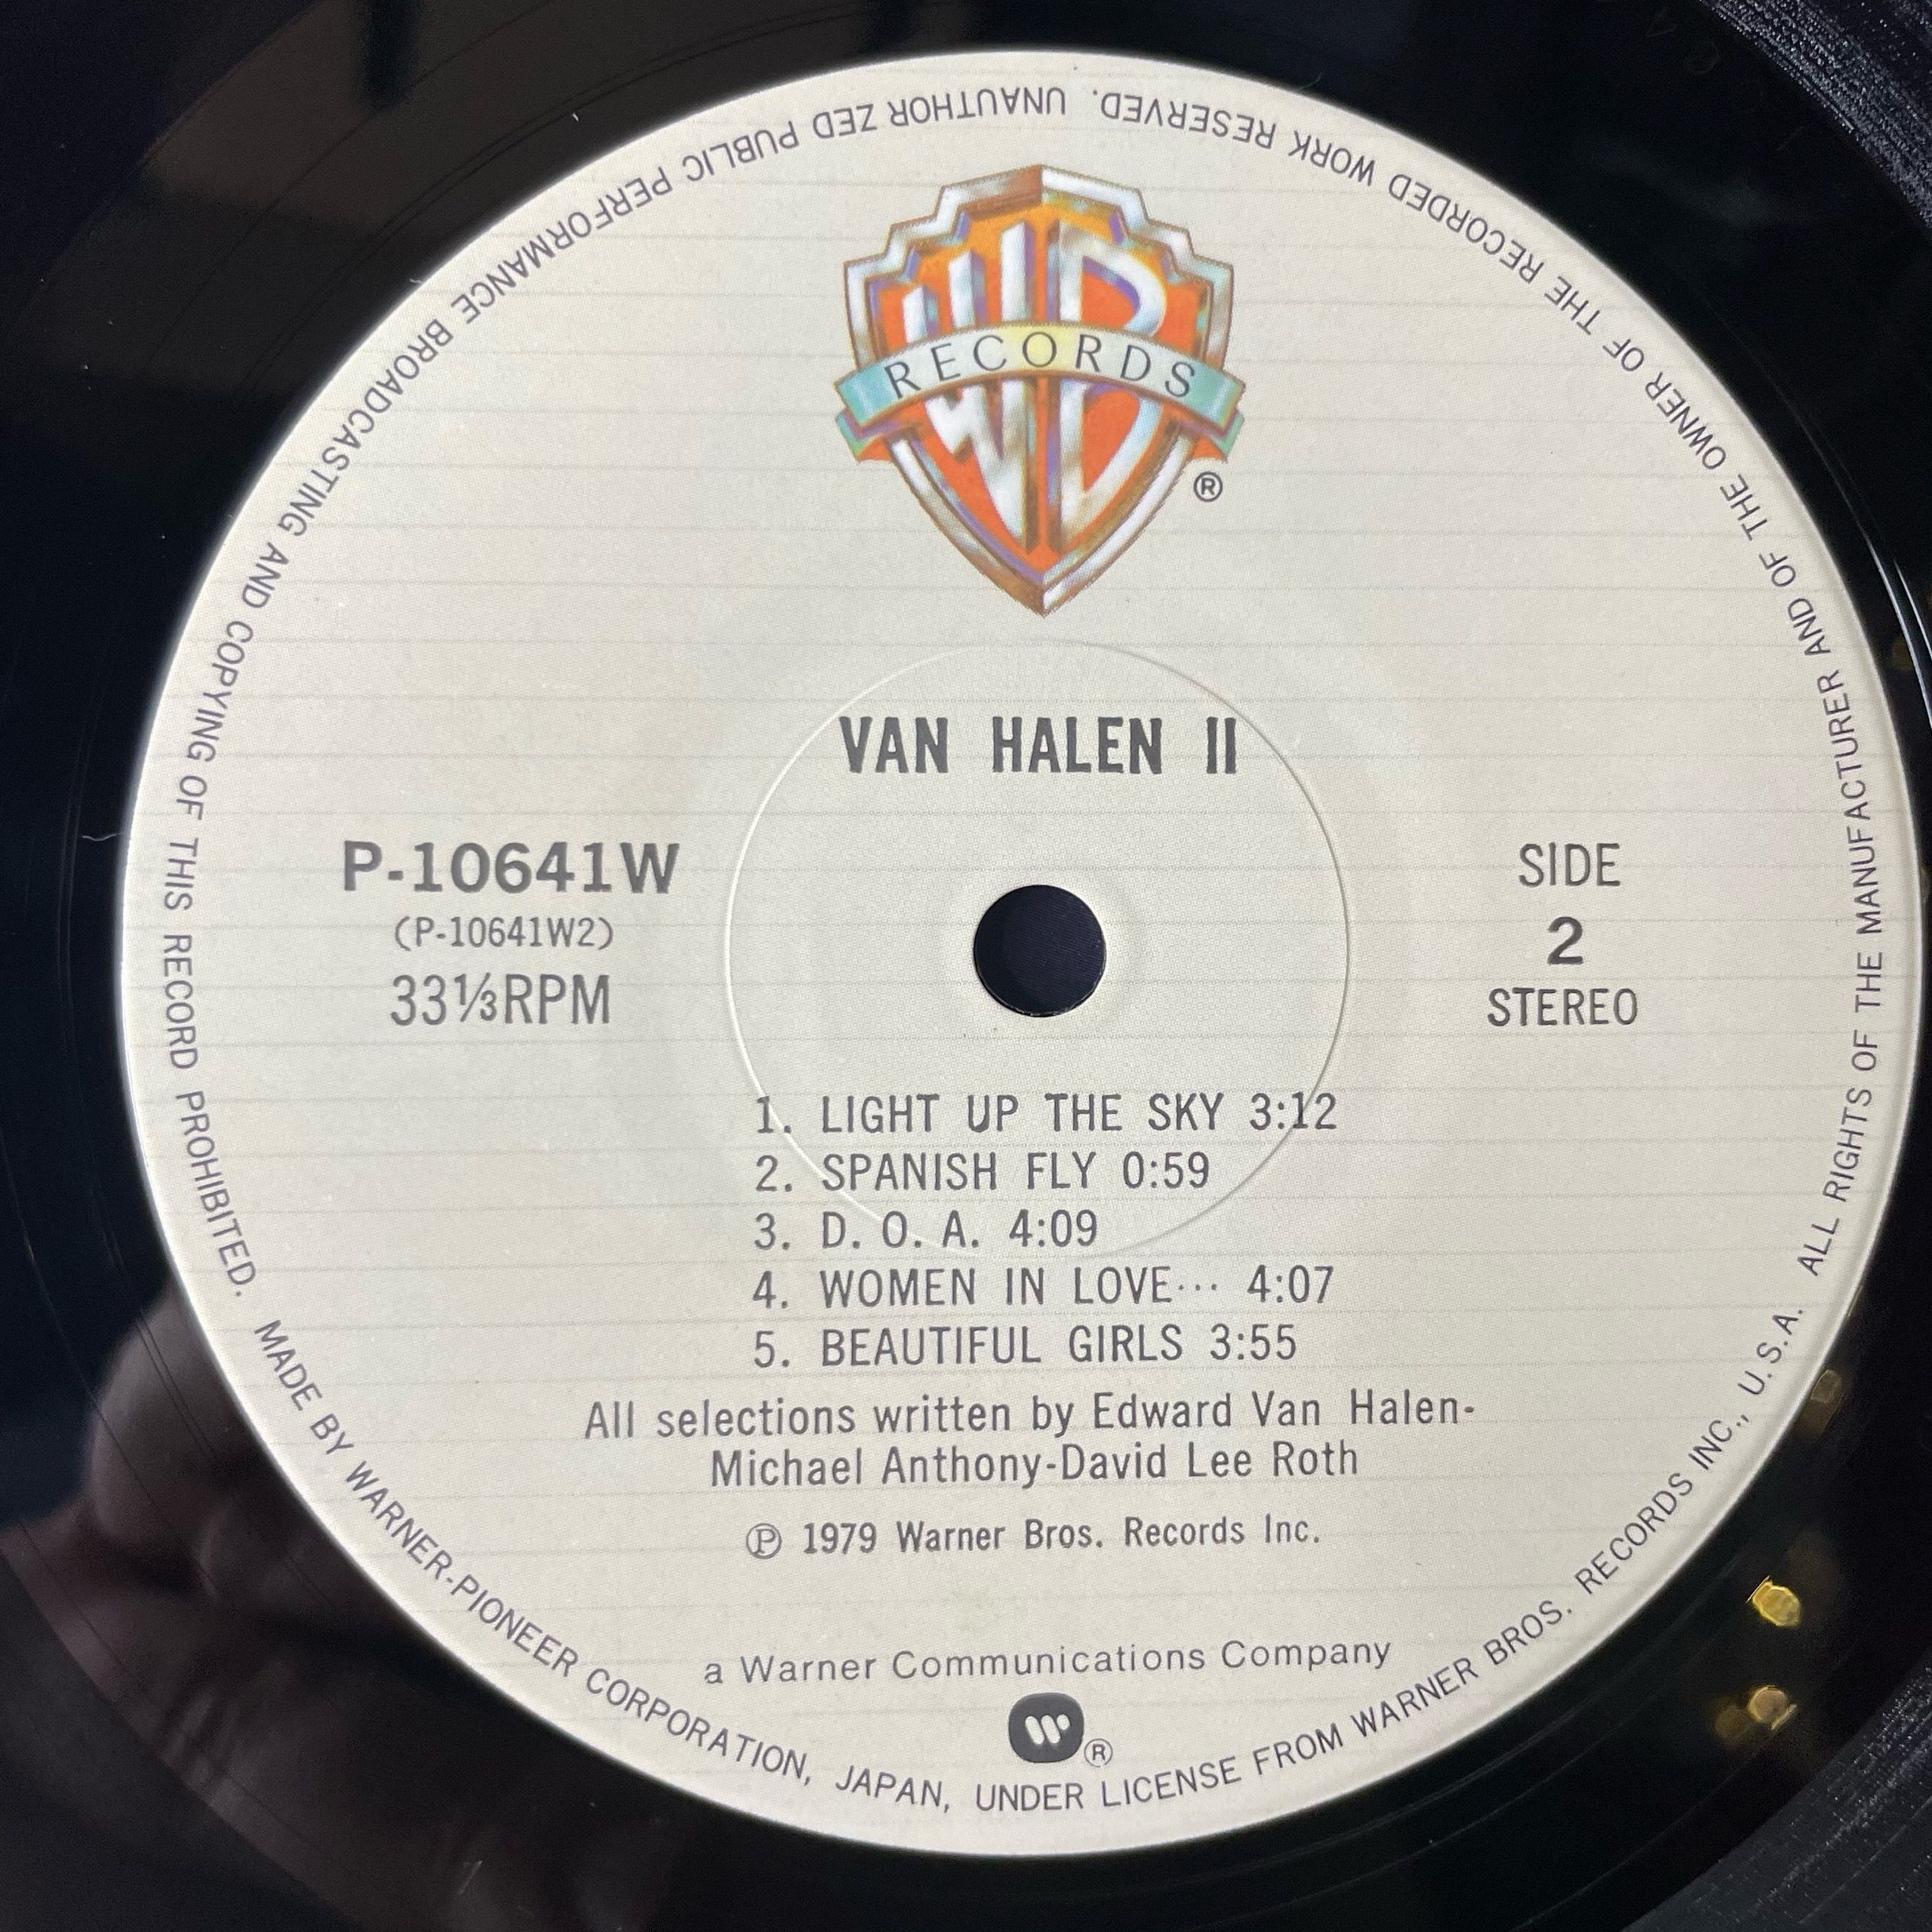 WB
RECORDS
®
VAN HALEN II
P-10641W
(P-10641W2)
33⅓RPM
SIDE
2
STEREO
1. LIGHT UP THE SKY 3:12
2. SPANISH FLY 0:59
3. D. O. A. 4:09
4. WOMEN IN LOVE··· 4:07
5. BEAUTIFUL GIRLS 3:55
All selections written by Edward Van Halen-
Michael Anthony-David Lee Roth
℗ 1979 Warner Bros. Records Inc.
a Warner Communications Company
W®
MADE BY WARNER-PIONEER CORPORATION, JAPAN, UNDER LICENSE FROM WARNER BROS. RECORDS INC., U.S.A. ALL RIGHTS OF THE MANUFACTURER AND OF THE OWNER OF THE RECORDED WORK RESERVED. UNAUTHOR ZED PUBLIC PERFORMANCE BROADCASTING AND COPYING OF THIS RECORD PROHIBITED.